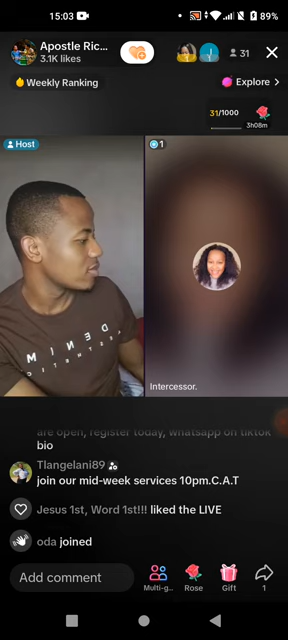 15:03
89%
Apostle Ric...
3.1K likes
31
Weekly Ranking
Explore
31/1000
3h08m
Host
1
DENIM
Intercessor.
are open, register today, whatsapp on tiktok
bio
Tlangelani89
join our mid-week services 10pm.C.A.T
Jesus 1st, Word 1st!!! liked the LIVE
oda joined
Add comment
Multi-g...
Rose
Gift
1